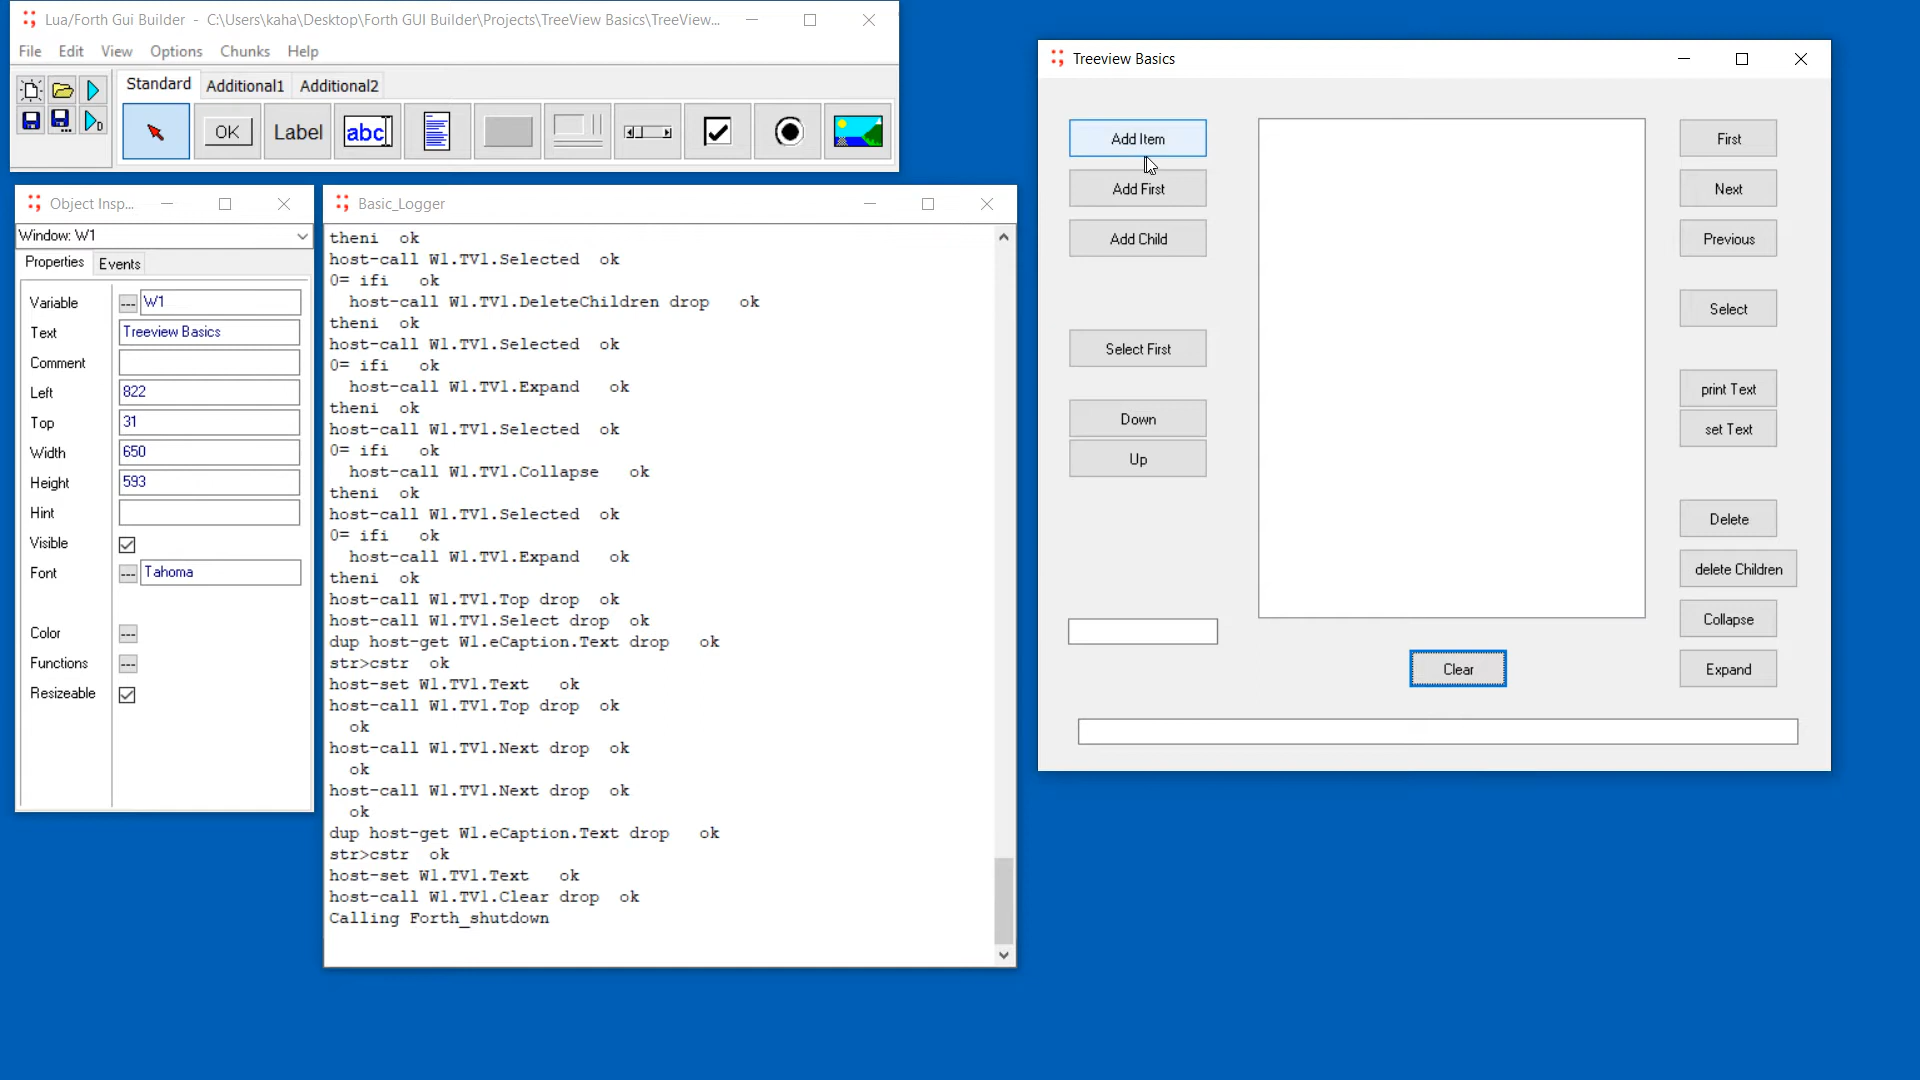 Lua/Forth Gui Builder - C:\Users\kaha\Desktop\Forth GUI Builder\Projects\TreeView Basics\TreeView...
File Edit View Options Chunks Help
Standard Additional1 Additional2
OK Label abc
Object Insp...
Window: W1
Properties Events
Variable --- W1
Text Treeview Basics
Comment
Left 822
Top 31
Width 650
Height 593
Hint
Visible
Font --- Tahoma
Color ---
Functions ---
Resizeable
Basic_Logger
theni ok
host-call W1.TV1.Selected ok
0= ifi ok
host-call W1.TV1.DeleteChildren drop ok
theni ok
host-call W1.TV1.Selected ok
0= ifi ok
host-call W1.TV1.Expand ok
theni ok
host-call W1.TV1.Selected ok
0= ifi ok
host-call W1.TV1.Collapse ok
theni ok
host-call W1.TV1.Selected ok
0= ifi ok
host-call W1.TV1.Expand ok
theni ok
host-call W1.TV1.Top drop ok
host-call W1.TV1.Select drop ok
dup host-get W1.eCaption.Text drop ok
str>cstr ok
host-set W1.TV1.Text ok
host-call W1.TV1.Top drop ok
ok
host-call W1.TV1.Next drop ok
ok
host-call W1.TV1.Next drop ok
ok
dup host-get W1.eCaption.Text drop ok
str>cstr ok
host-set W1.TV1.Text ok
host-call W1.TV1.Clear drop ok
Calling Forth_shutdown
Treeview Basics
Add Item
Add First
Add Child
Select First
Down
Up
Clear
First
Next
Previous
Select
print Text
set Text
Delete
delete Children
Collapse
Expand